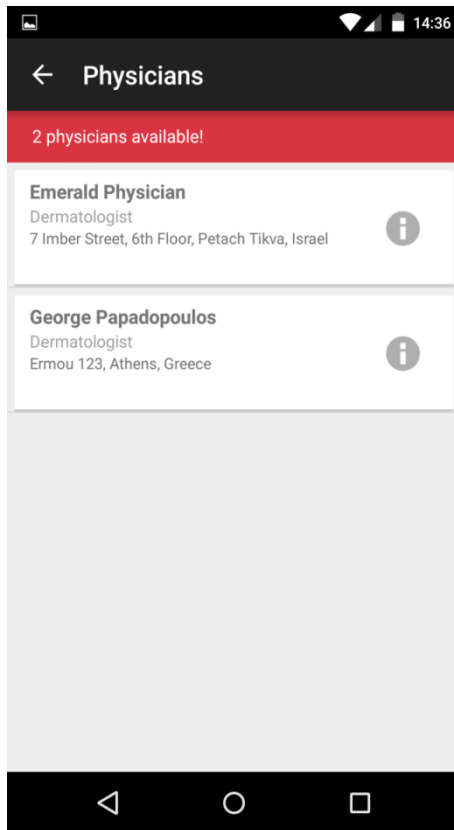 14:36
Physicians
2 physicians available!
Emerald Physician
Dermatologist
7 Imber Street, 6th Floor, Petach Tikva, Israel
George Papadopoulos
Dermatologist
Ermou 123, Athens, Greece